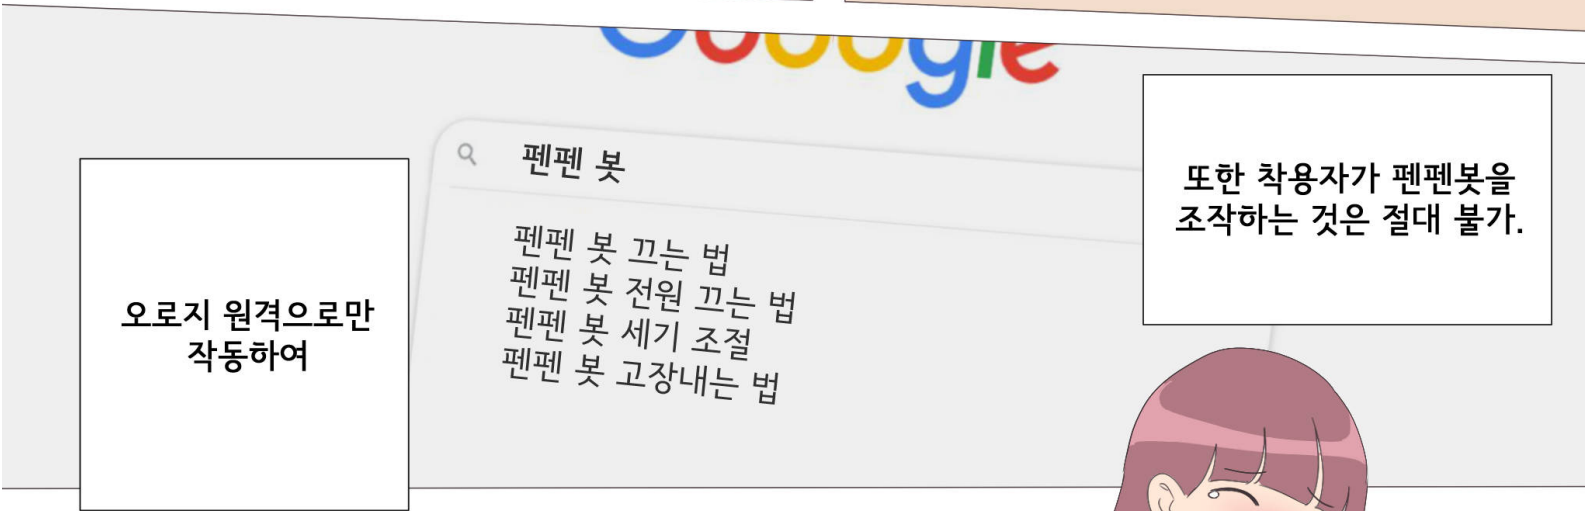 Gooogle
또한 착용자가 펜펜봇을
조작하는 것은 절대 불가.
펜펜 봇
펜펜 봇 끄는 법
펜펜 봇 전원 끄는 법
펜펜 봇 세기 조절
펜펜 봇 고장내는 법
오로지 원격으로만
작동하여